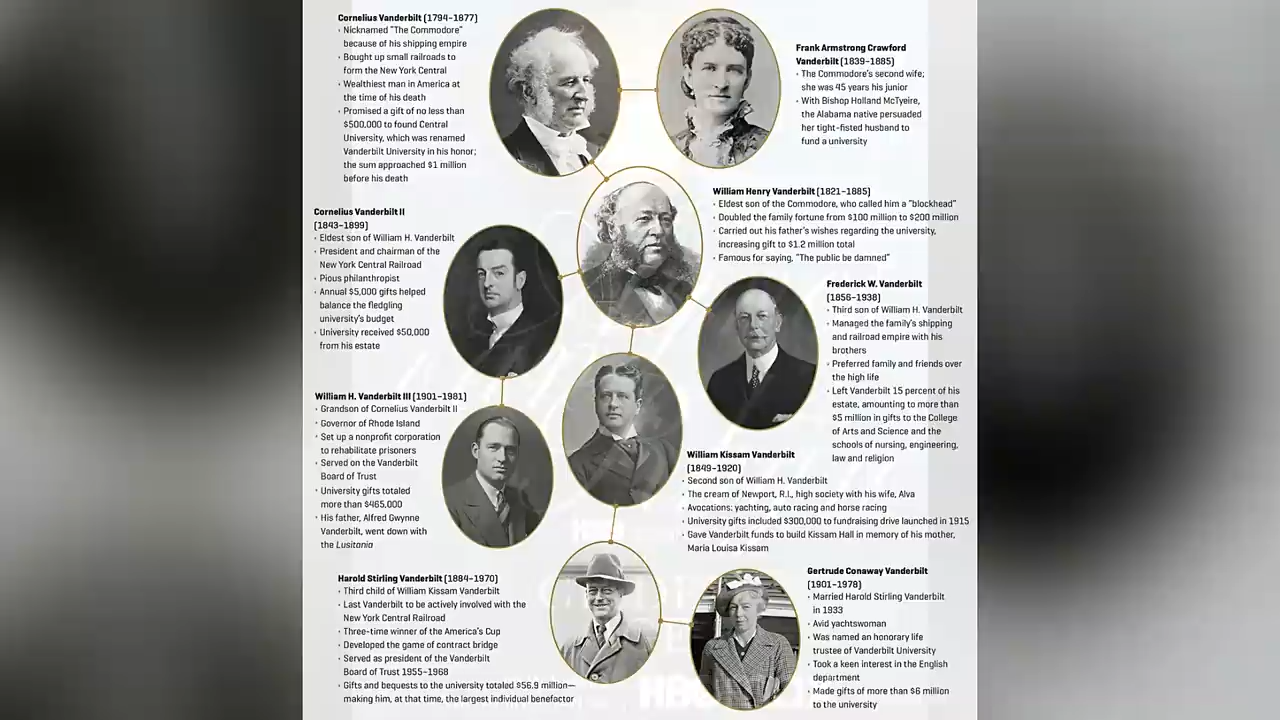 Cornelius Vanderbilt (1794–1877)
· Nicknamed "The Commodore"
because of his shipping empire
· Bought up small railroads to
form the New York Central
· Wealthiest man in America at
the time of his death
· Promised a gift of no less than
$500,000 to found Central
University, which was renamed
Vanderbilt University in his honor;
the sum approached $1 million
before his death
Frank Armstrong Crawford
Vanderbilt (1839–1885)
· The Commodore's second wife;
she was 45 years his junior
· With Bishop Holland McTyeire,
the Alabama native persuaded
her tight-fisted husband to
fund a university
William Henry Vanderbilt (1821–1885)
· Eldest son of the Commodore, who called him a "blockhead"
· Doubled the family fortune from $100 million to $200 million
· Carried out his father's wishes regarding the university,
increasing gift to $1.2 million total
· Famous for saying, "The public be damned"
Cornelius Vanderbilt II
(1843–1899)
· Eldest son of William H. Vanderbilt
· President and chairman of the
New York Central Railroad
· Pious philanthropist
· Annual $5,000 gifts helped
balance the fledgling
university's budget
· University received $50,000
from his estate
Frederick W. Vanderbilt
(1856–1938)
· Third son of William H. Vanderbilt
· Managed the family's shipping
and railroad empire with his
brothers
· Preferred family and friends over
the high life
· Left Vanderbilt 15 percent of his
estate, amounting to more than
$5 million in gifts to the College
of Arts and Science and the
schools of nursing, engineering,
law and religion
William H. Vanderbilt III (1901–1981)
· Grandson of Cornelius Vanderbilt II
· Governor of Rhode Island
· Set up a nonprofit corporation
to rehabilitate prisoners
· Served on the Vanderbilt
Board of Trust
· University gifts totaled
more than $465,000
· His father, Alfred Gwynne
Vanderbilt, went down with
the Lusitania
William Kissam Vanderbilt
(1849–1920)
· Second son of William H. Vanderbilt
· The cream of Newport, R.I., high society with his wife, Alva
· Avocations: yachting, auto racing and horse racing
· University gifts included $300,000 to fundraising drive launched in 1915
· Gave Vanderbilt funds to build Kissam Hall in memory of his mother,
Maria Louisa Kissam
Harold Stirling Vanderbilt (1884–1970)
· Third child of William Kissam Vanderbilt
· Last Vanderbilt to be actively involved with the
New York Central Railroad
· Three-time winner of the America's Cup
· Developed the game of contract bridge
· Served as president of the Vanderbilt
Board of Trust 1955–1968
· Gifts and bequests to the university totaled $56.9 million—
making him, at that time, the largest individual benefactor
Gertrude Conaway Vanderbilt
(1901–1978)
· Married Harold Stirling Vanderbilt
in 1933
· Avid yachtswoman
· Was named an honorary life
trustee of Vanderbilt University
· Took a keen interest in the English
department
· Made gifts of more than $6 million
to the university